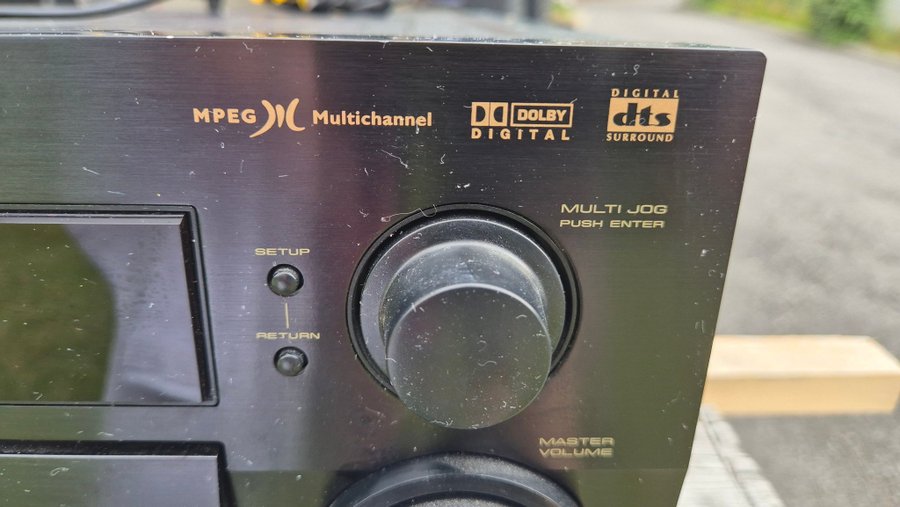 MPEG Multichannel
DOLBY
DIGITAL
DIGITAL
dts
SURROUND
MULTI JOG
PUSH ENTER
SETUP
RETURN
MASTER
VOLUME